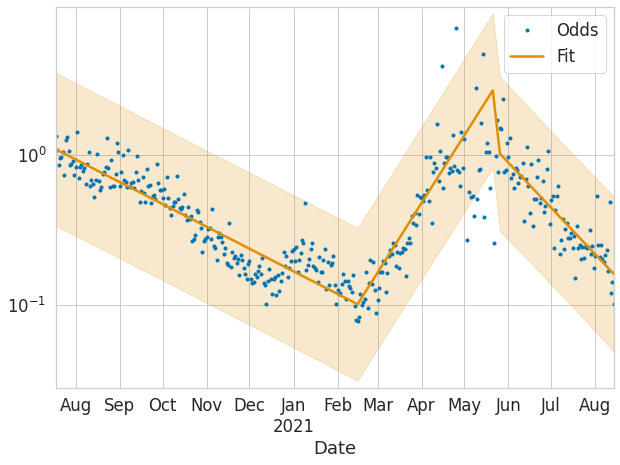 Odds
Fit
10⁰
10⁻¹
Aug Sep Oct Nov Dec Jan Feb Mar Apr May Jun Jul Aug
2021
Date